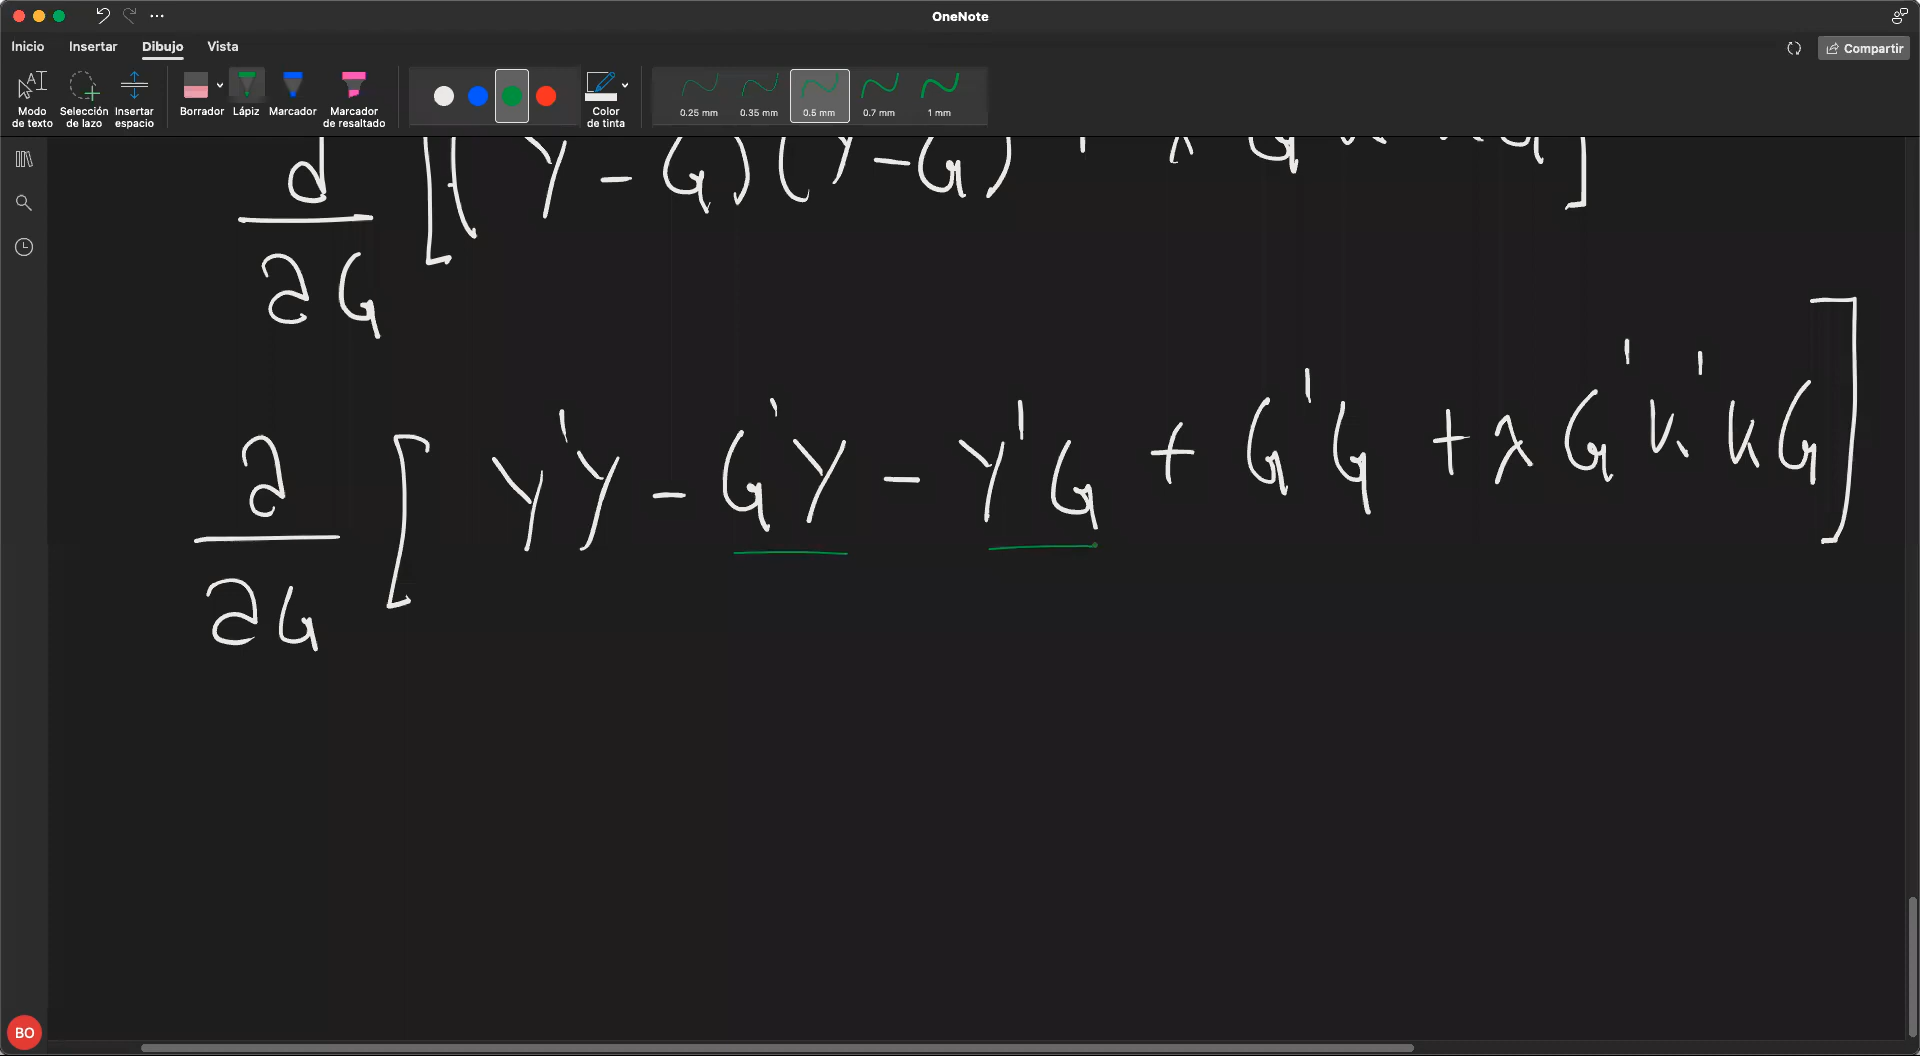 OneNote
Inicio Insertar Dibujo Vista
Compartir
Modo de texto
Selección de lazo
Insertar espacio
Borrador
Lápiz
Marcador
Marcador de resaltado
Color de tinta
0.25 mm
0.35 mm
0.5 mm
0.7 mm
1 mm
∂/∂G [(Y - G)(Y - G) λ G G]
∂/∂G [Y'Y - G'Y - Y'G + G'G + λG'K'KG]
BO